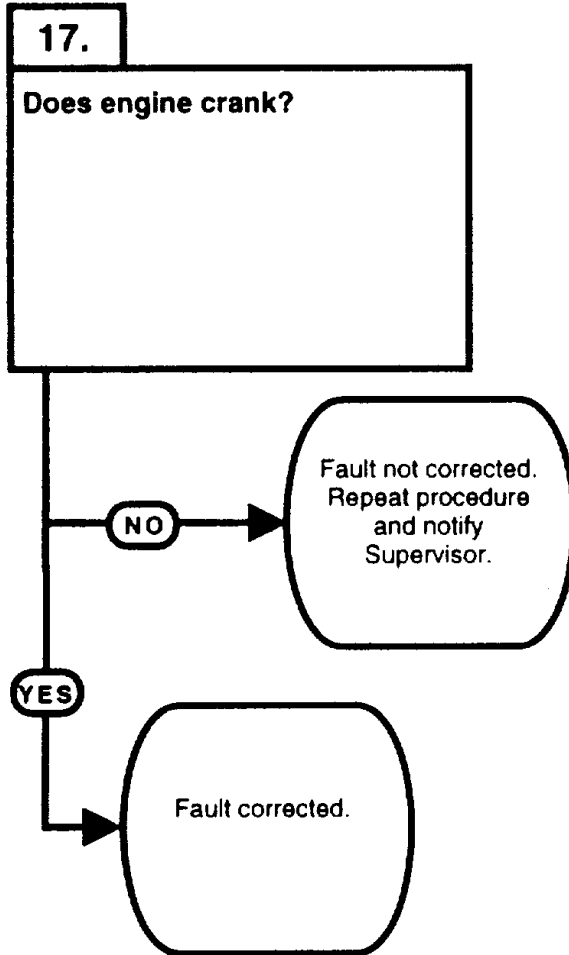 17.
Does engine crank?
NO
Fault not corrected.
Repeat procedure
and notify
Supervisor.
YES
Fault corrected.